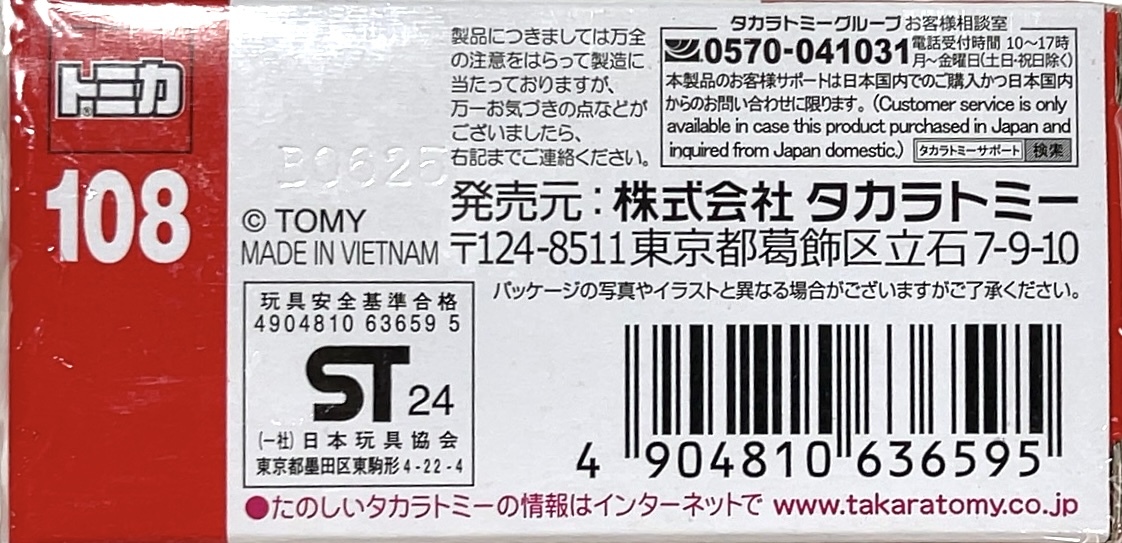 トミカ®
108
© TOMY
MADE IN VIETNAM
製品につきましては万全
の注意をはらって製造に
当たっておりますが、
万一お気づきの点などが
ございましたら、
右記までご連絡ください。
タカラトミーグループ お客様相談室
0570-041031 電話受付時間 10～17時
月～金曜日(土日・祝日除く)
本製品のお客様サポートは日本国内でのご購入かつ日本国内
からのお問い合わせに限ります。(Customer service is only
available in case this product purchased in Japan and
inquired from Japan domestic.) タカラトミーサポート 検索
発売元：株式会社 タカラトミー
〒124-8511 東京都葛飾区立石7-9-10
パッケージの写真やイラストと異なる場合がございますがご了承ください。
玩具安全基準合格
4904810 63659 5
ST 24
(一社)日本玩具協会
東京都墨田区東駒形4-22-4
4 904810 636595
●たのしいタカラトミーの情報はインターネットで www.takaratomy.co.jp